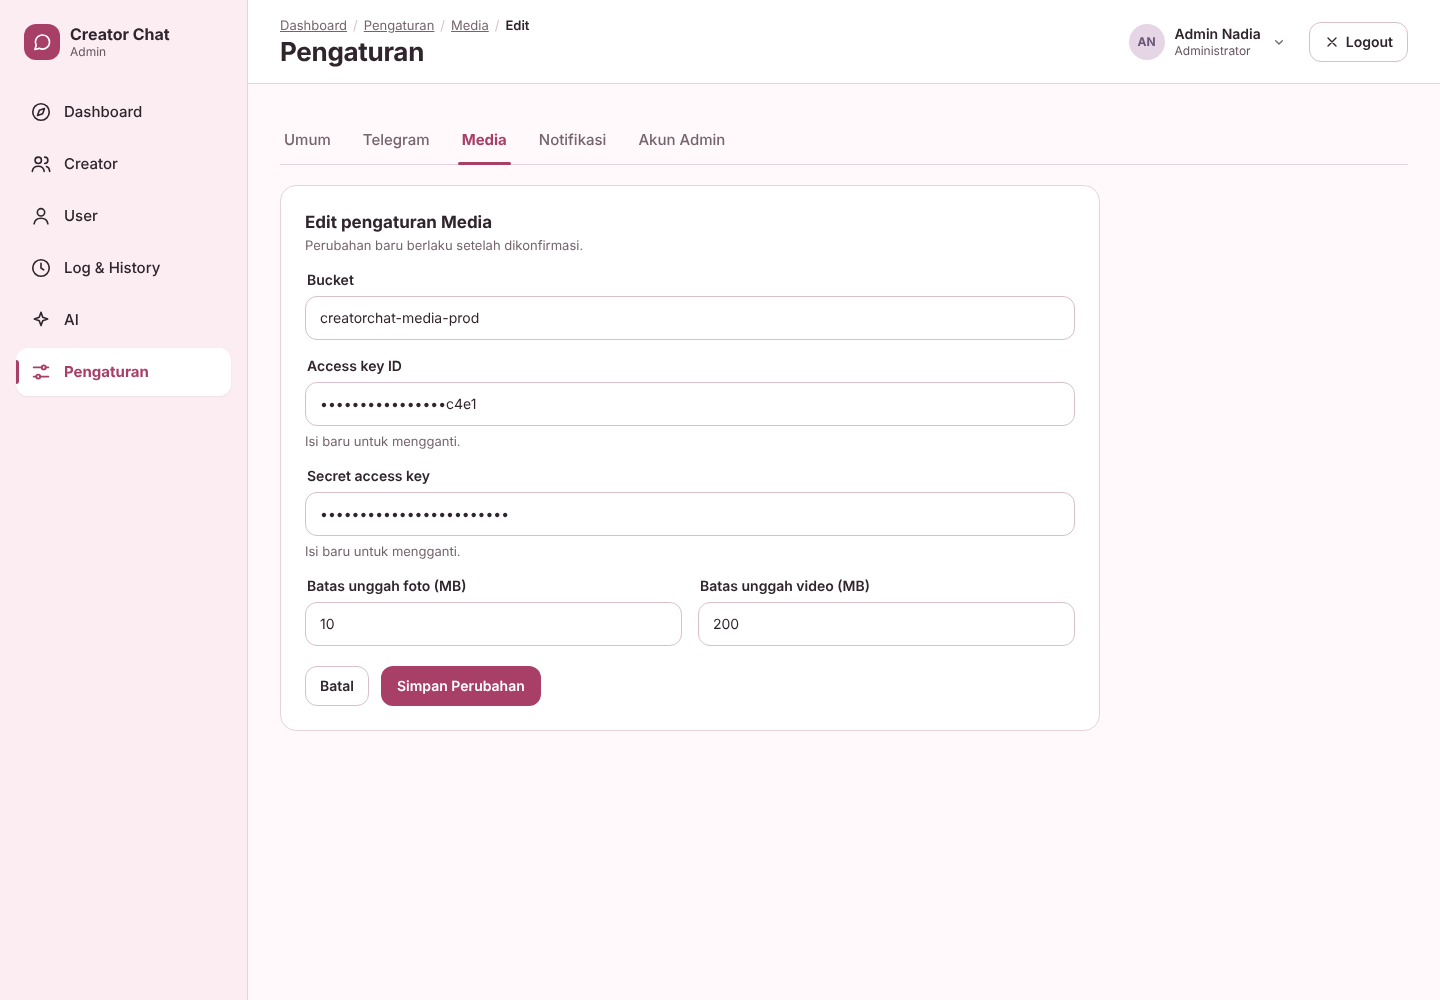 Creator Chat
Admin
Dashboard
Creator
User
Log & History
AI
Pengaturan
Dashboard / Pengaturan / Media / Edit
Pengaturan
AN
Admin Nadia
Administrator
Logout
Umum
Telegram
Media
Notifikasi
Akun Admin
Edit pengaturan Media
Perubahan baru berlaku setelah dikonfirmasi.
Bucket
creatorchat-media-prod
Access key ID
••••••••••••••••c4e1
Isi baru untuk mengganti.
Secret access key
••••••••••••••••••••••••
Isi baru untuk mengganti.
Batas unggah foto (MB)
10
Batas unggah video (MB)
200
Batal
Simpan Perubahan